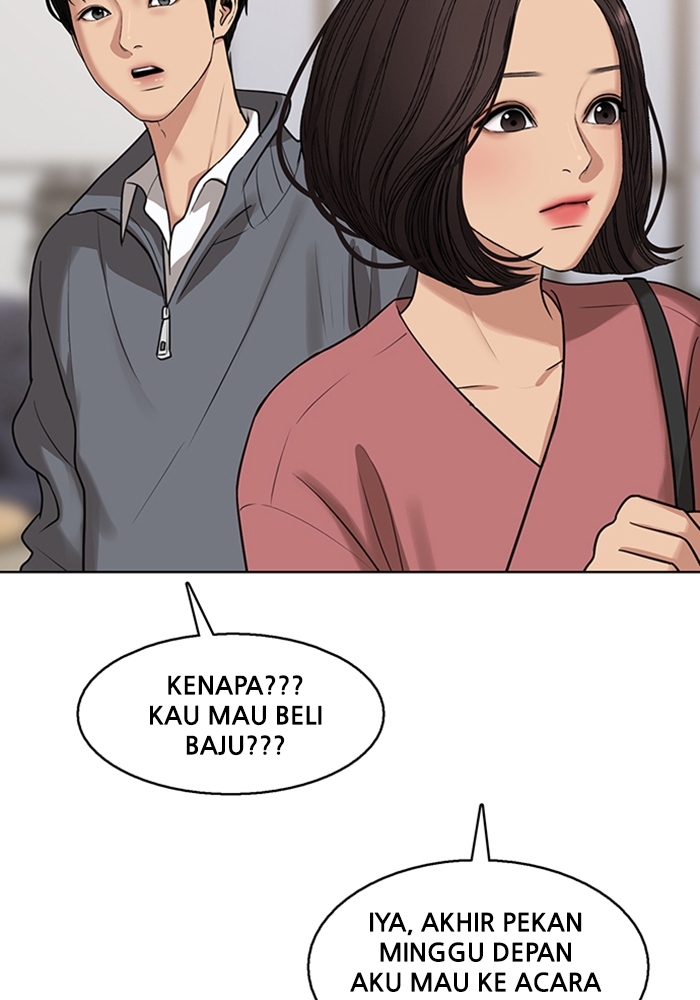 KENAPA???
KAU MAU BELI
BAJU???
IYA, AKHIR PEKAN
MINGGU DEPAN
AKU MAU KE ACARA